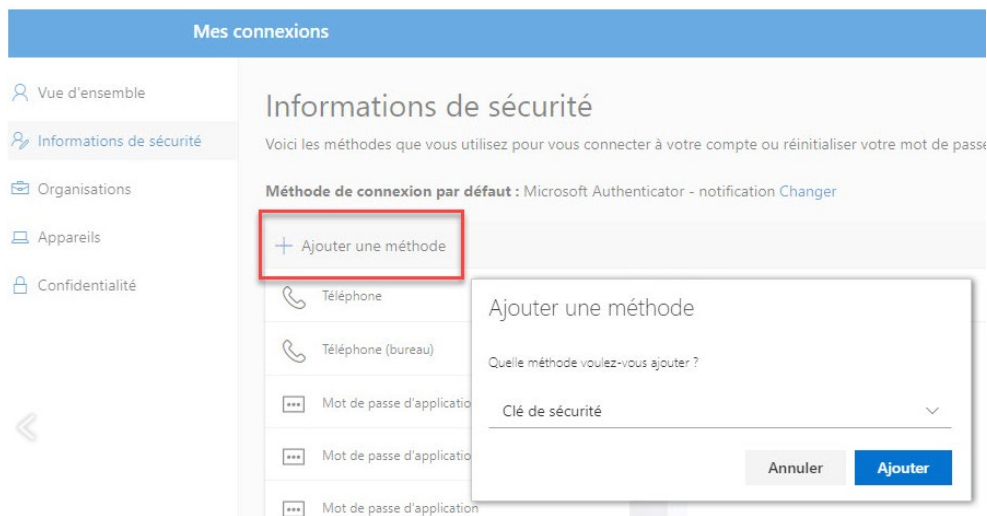 Mes connexions
Vue d'ensemble
Informations de sécurité
Organisations
Appareils
Confidentialité
Informations de sécurité
Voici les méthodes que vous utilisez pour vous connecter à votre compte ou réinitialiser votre mot de passe
Méthode de connexion par défaut : Microsoft Authenticator - notification Changer
Ajouter une méthode
Téléphone
Téléphone (bureau)
Mot de passe d'applicatio
Mot de passe d'applicatio
Mot de passe d'application
Ajouter une méthode
Quelle méthode voulez-vous ajouter ?
Clé de sécurité
Annuler
Ajouter